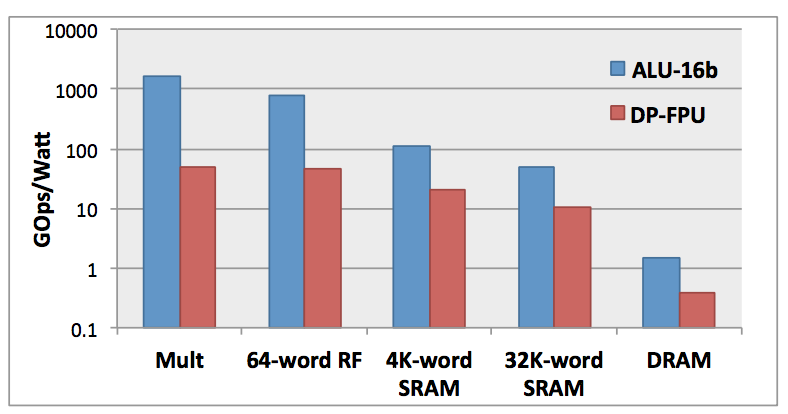 10000
1000
100
10
1
0.1
GOps/Watt
ALU-16b
DP-FPU
Mult
64-word RF
4K-word
SRAM
32K-word
SRAM
DRAM